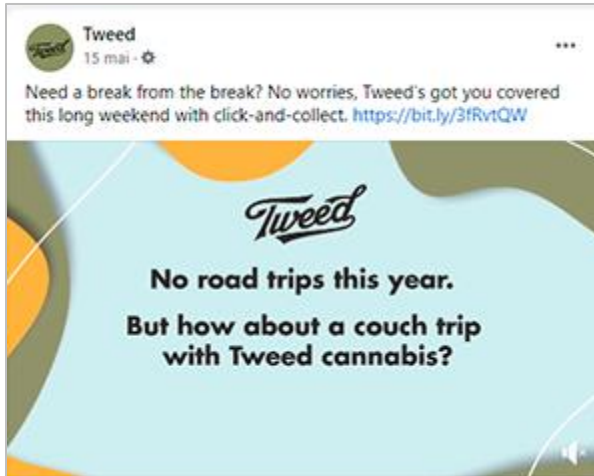 Tweed
15 mai ·
Need a break from the break? No worries, Tweed's got you covered
this long weekend with click-and-collect. https://bit.ly/3fRvtQW
Tweed
No road trips this year.
But how about a couch trip
with Tweed cannabis?